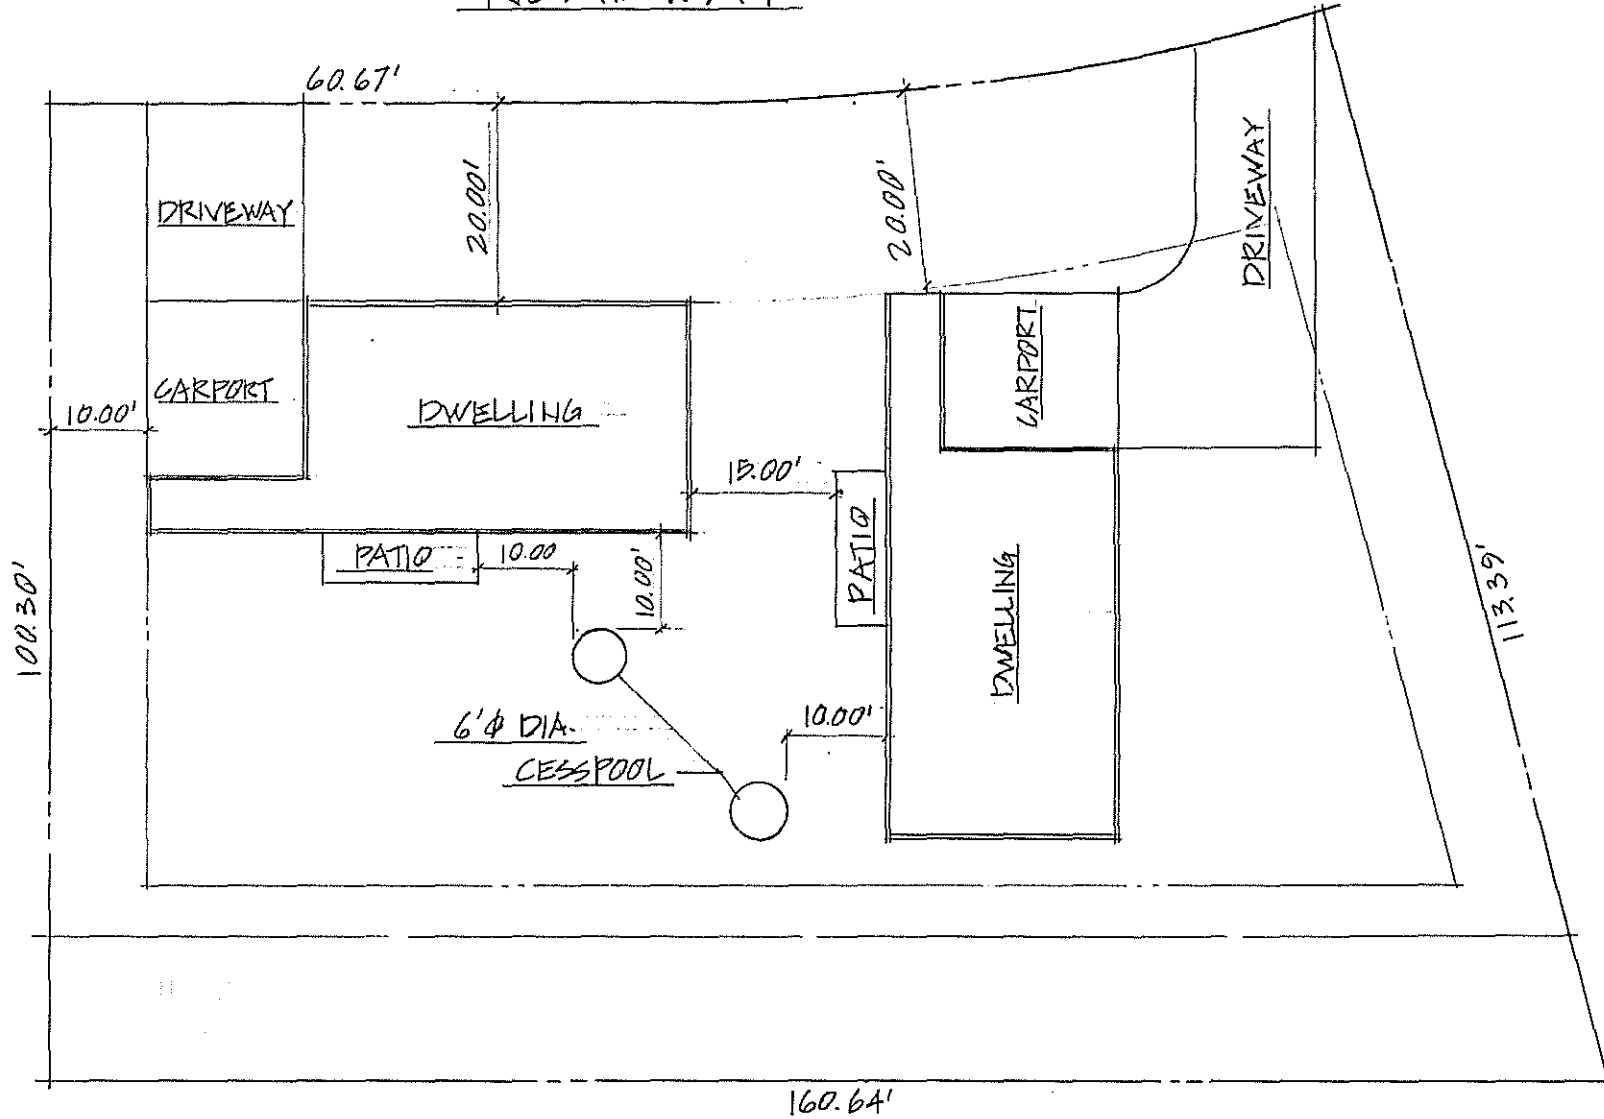 60.67'
20.00'
20.00'
DRIVEWAY
DRIVEWAY
CARPORT
CARPORT
10.00'
DWELLING
15.00'
PATIO
10.00
10.00'
PATIO
DWELLING
100.30'
113.39'
6'Φ DIA.
CESSPOOL
10.00'
160.64'